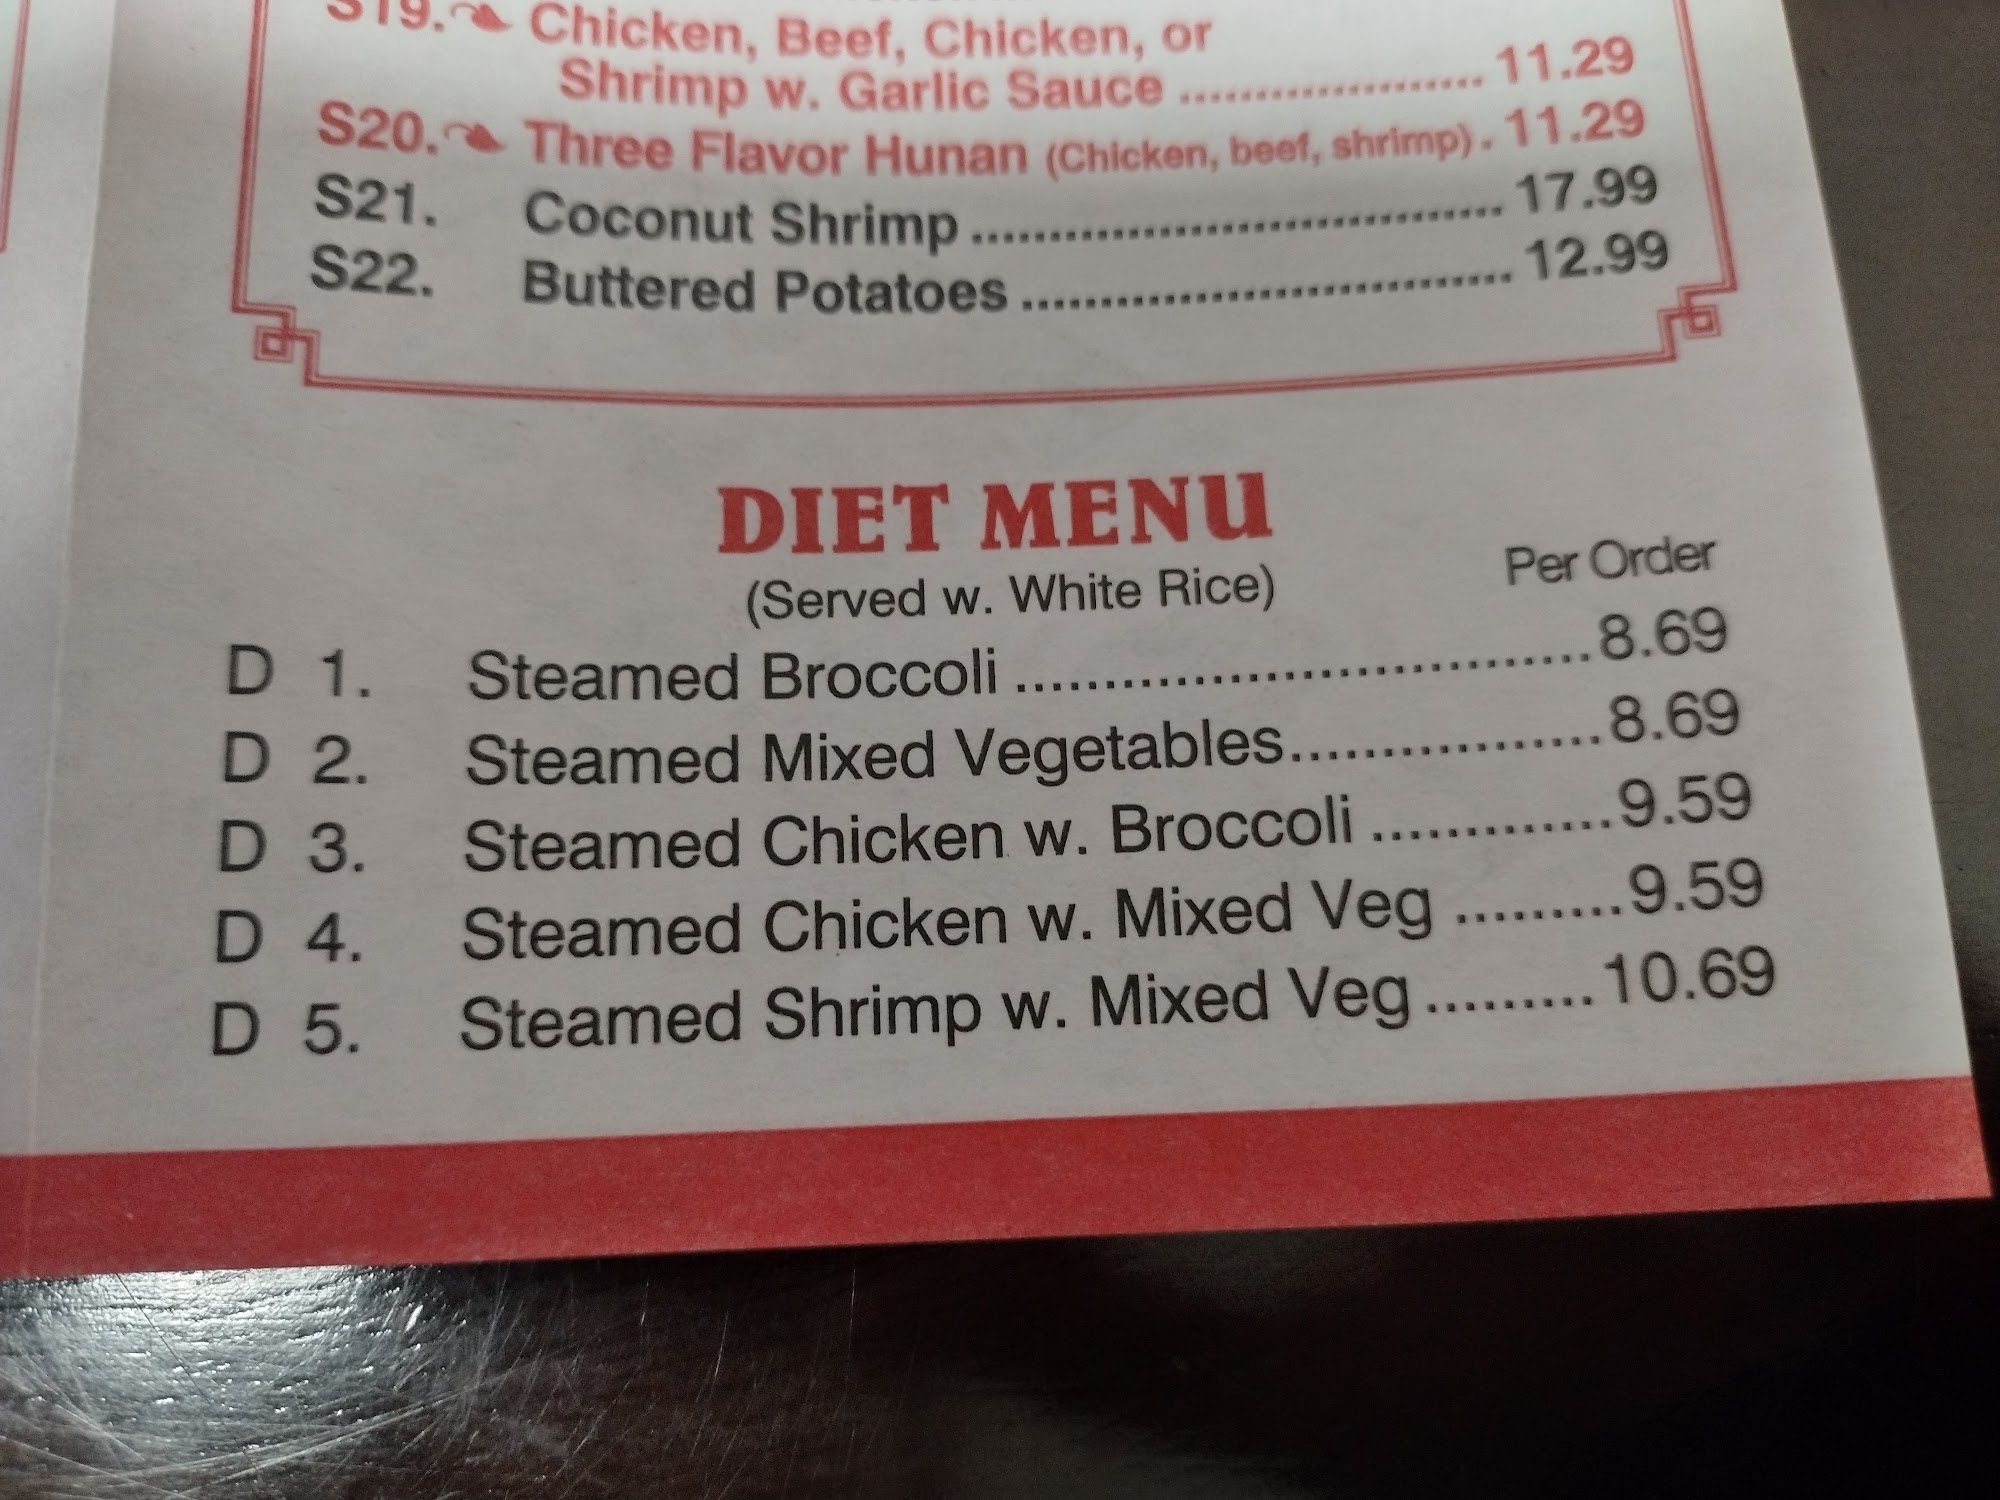 S19. Chicken, Beef, Chicken, or
Shrimp w. Garlic Sauce .................... 11.29
S20. Three Flavor Hunan (Chicken, beef, shrimp) . 11.29
S21. Coconut Shrimp .................................. 17.99
S22. Buttered Potatoes ............................... 12.99
DIET MENU
(Served w. White Rice)
Per Order
D 1. Steamed Broccoli ................................. 8.69
D 2. Steamed Mixed Vegetables.................. 8.69
D 3. Steamed Chicken w. Broccoli ............. 9.59
D 4. Steamed Chicken w. Mixed Veg ......... 9.59
D 5. Steamed Shrimp w. Mixed Veg ......... 10.69